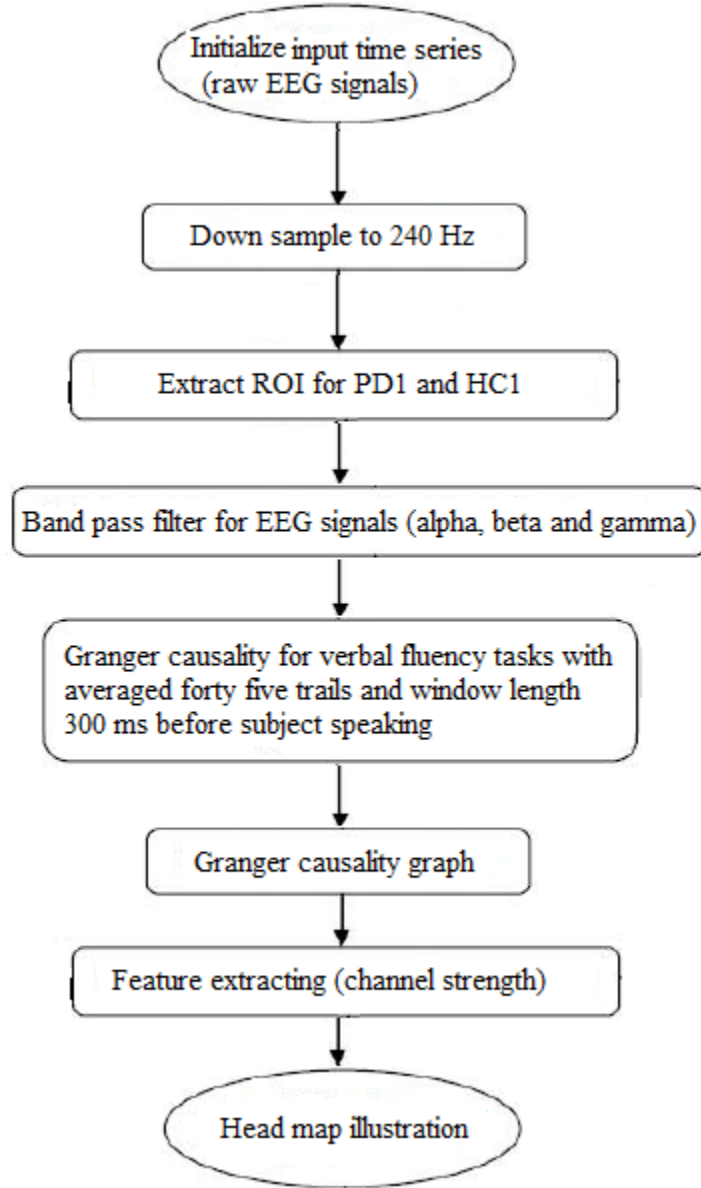 Initialize input time series
(raw EEG signals)
Down sample to 240 Hz
Extract ROI for PD1 and HC1
Band pass filter for EEG signals (alpha, beta and gamma)
Granger causality for verbal fluency tasks with
averaged forty five trails and window length
300 ms before subject speaking
Granger causality graph
Feature extracting (channel strength)
Head map illustration